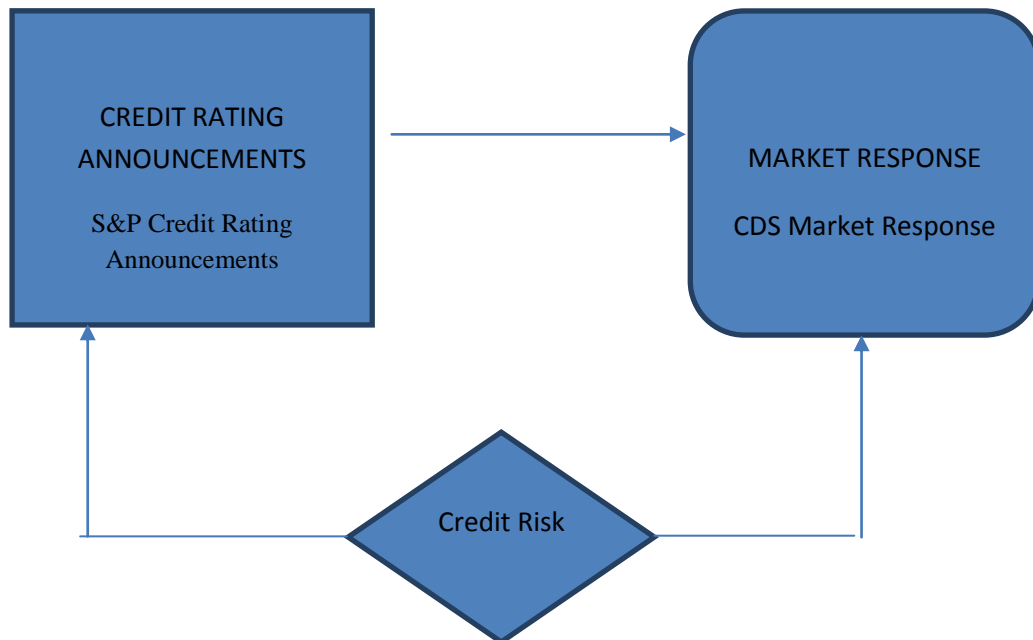 CREDIT RATING
ANNOUNCEMENTS
S&P Credit Rating
Announcements
MARKET RESPONSE
CDS Market Response
Credit Risk